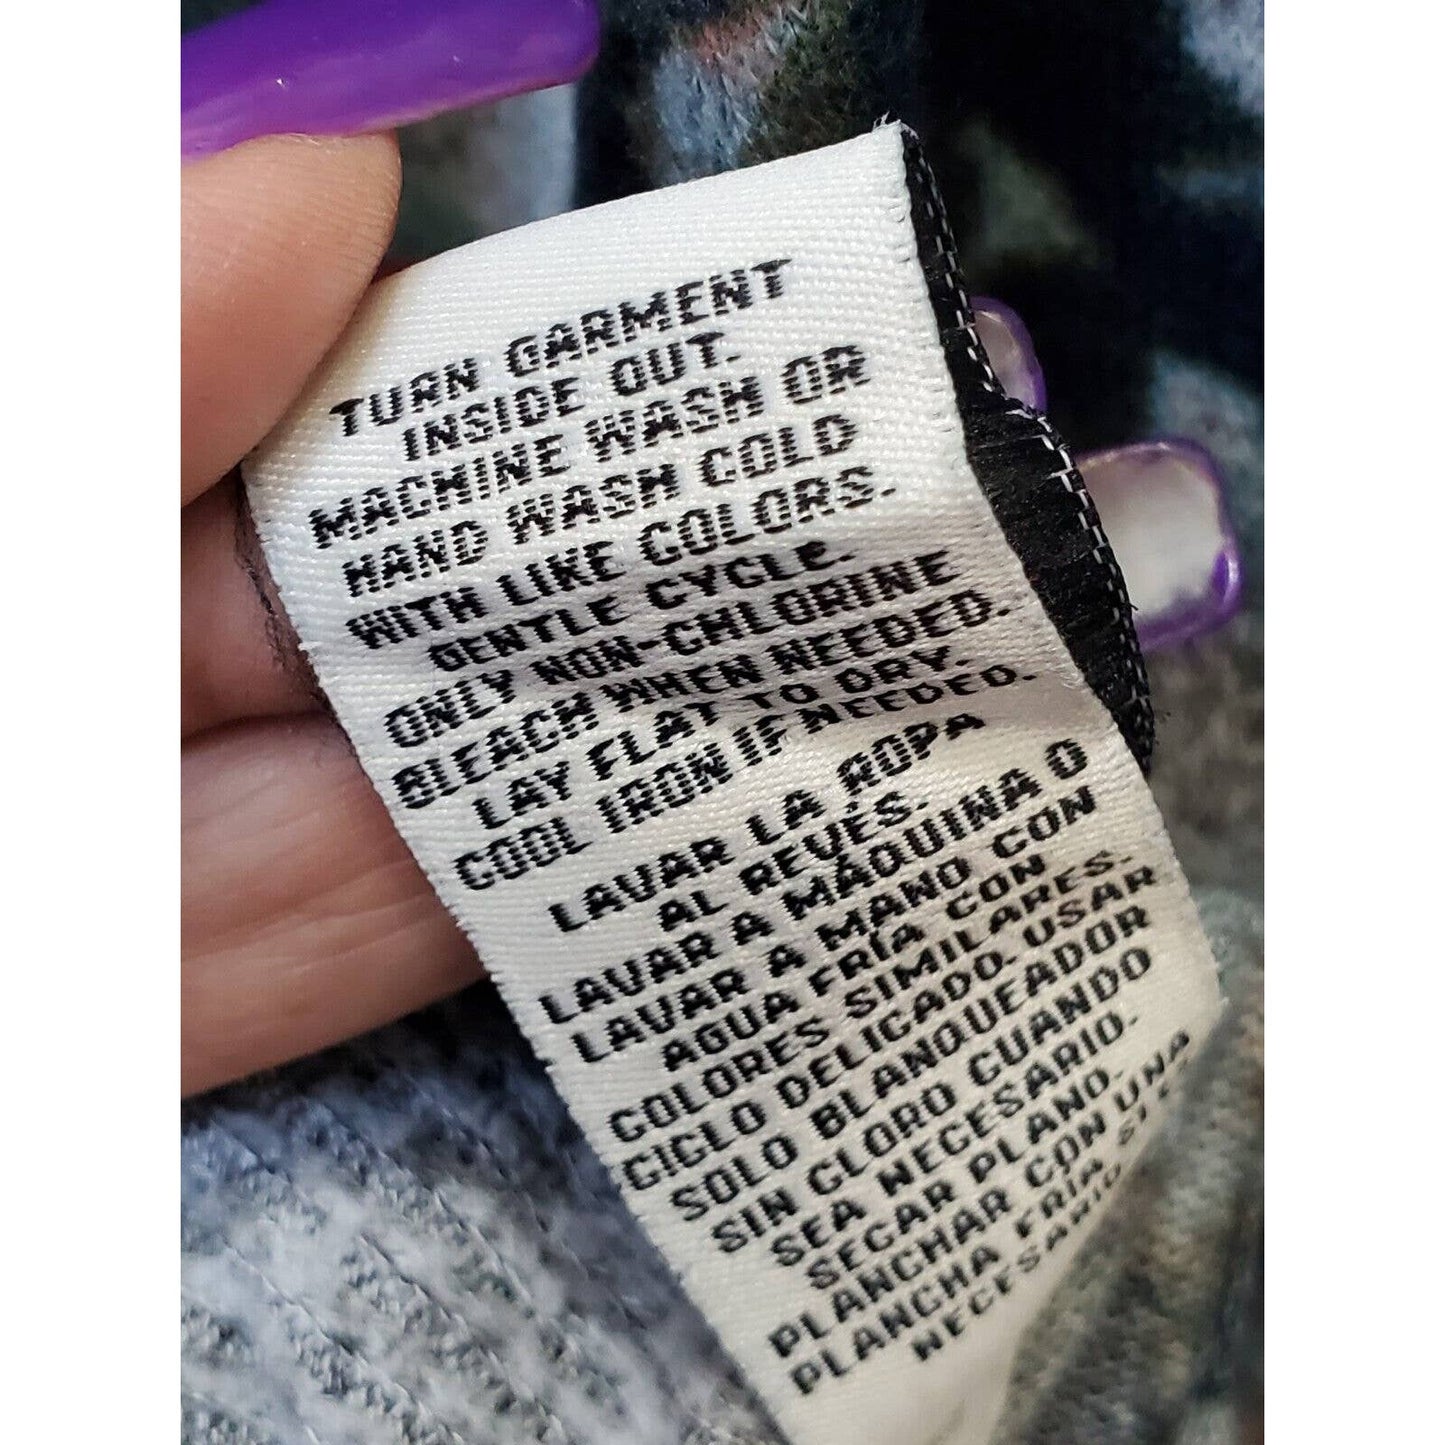 TURN GARMENT
INSIDE OUT.
MACHINE WASH OR
HAND WASH COLD
WITH LIKE COLORS.
GENTLE CYCLE.
ONLY NON-CHLORINE
BLEACH WHEN NEEDED.
LAY FLAT TO DRY.
COOL IRON IF NEEDED.
LAVAR LA ROPA
AL REVÉS.
LAVAR A MÁQUINA O
LAVAR A MANO CON
AGUA FRÍA CON
COLORES SIMILARES.
CICLO DELICADO. USAR
SOLO BLANQUEADOR
SIN CLORO CUANDO
SEA NECESARIO.
SECAR PLANO.
PLANCHAR CON UNA
PLANCHA FRÍA SI
NECESARIO